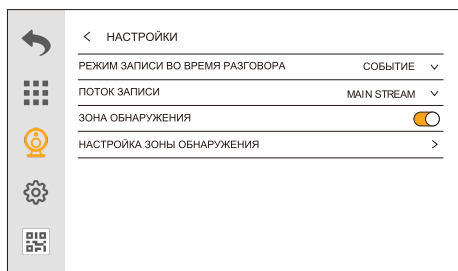 НАСТРОЙКИ
РЕЖИМ ЗАПИСИ ВО ВРЕМЯ РАЗГОВОРА СОБЫТИЕ
ПОТОК ЗАПИСИ MAIN STREAM
ЗОНА ОБНАРУЖЕНИЯ
НАСТРОЙКА ЗОНЫ ОБНАРУЖЕНИЯ